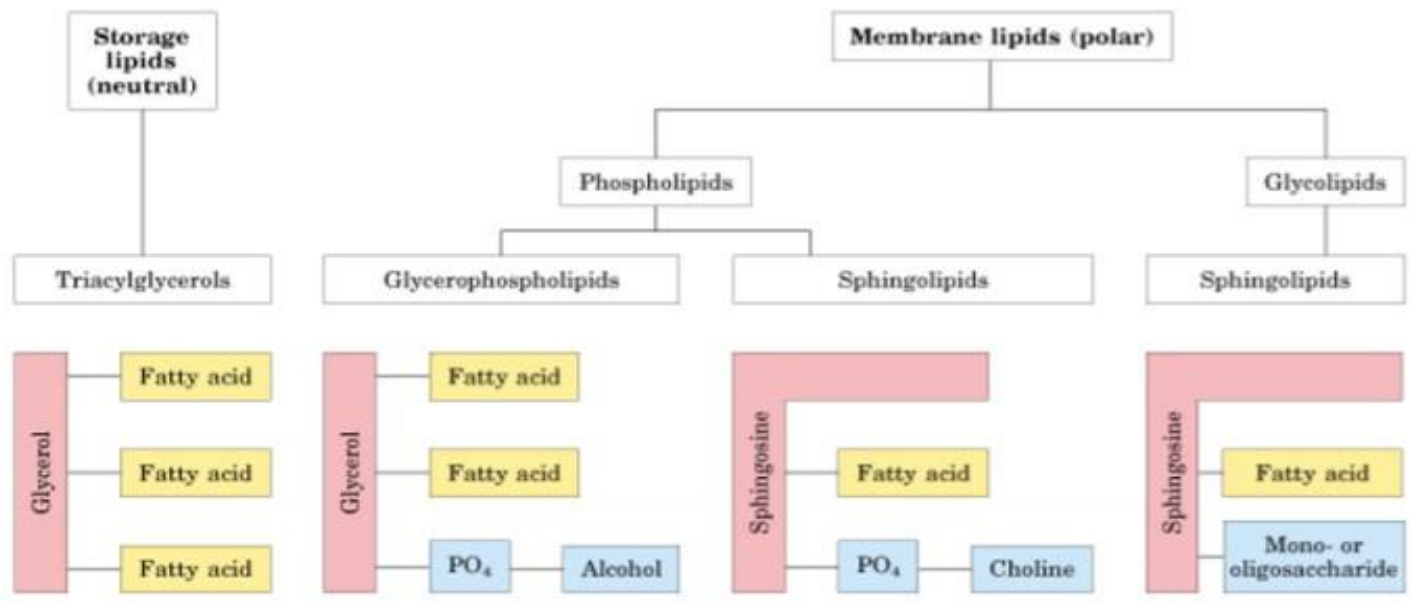 Storage
lipids
(neutral)
Membrane lipids (polar)
Phospholipids
Glycolipids
Triacylglycerols
Glycerophospholipids
Sphingolipids
Sphingolipids
Glycerol
Fatty acid
Fatty acid
Fatty acid
Glycerol
Fatty acid
Fatty acid
PO₄
Alcohol
Sphingosine
Fatty acid
PO₄
Choline
Sphingosine
Fatty acid
Mono- or
oligosaccharide